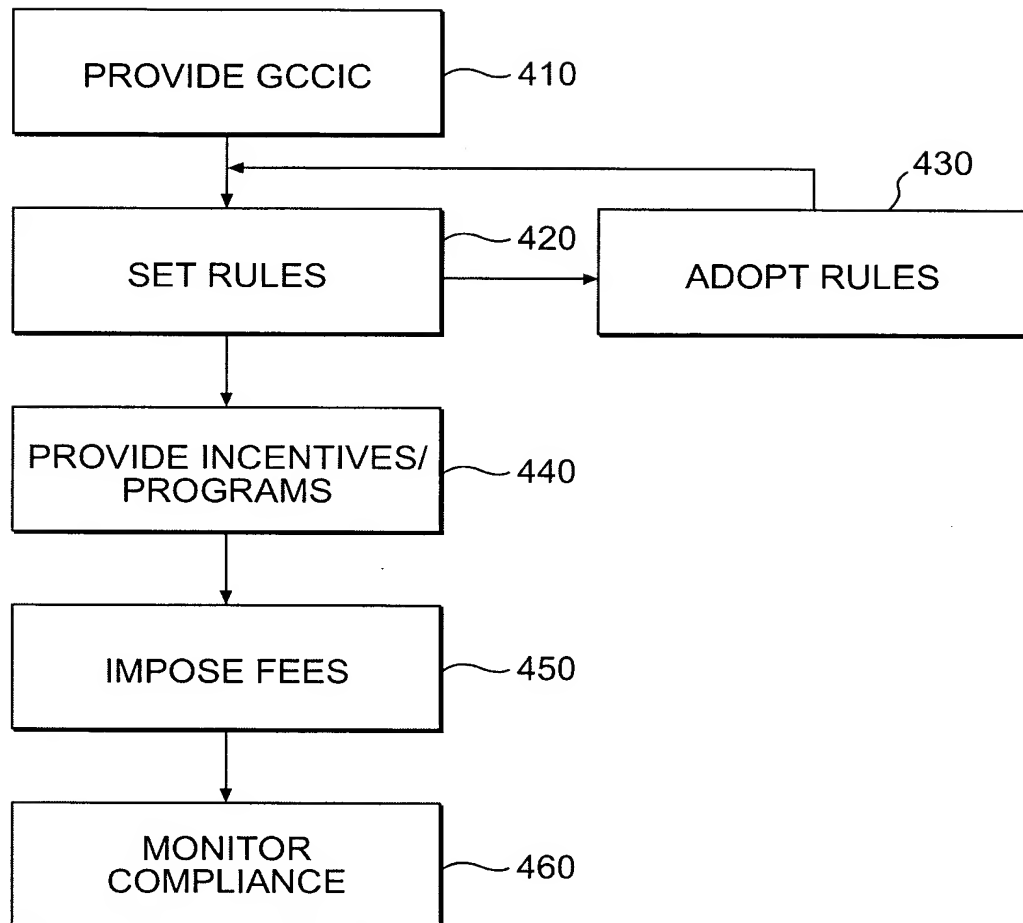 PROVIDE GCCIC
410
430
SET RULES
420
ADOPT RULES
PROVIDE INCENTIVES/
PROGRAMS
440
IMPOSE FEES
450
MONITOR
COMPLIANCE
460